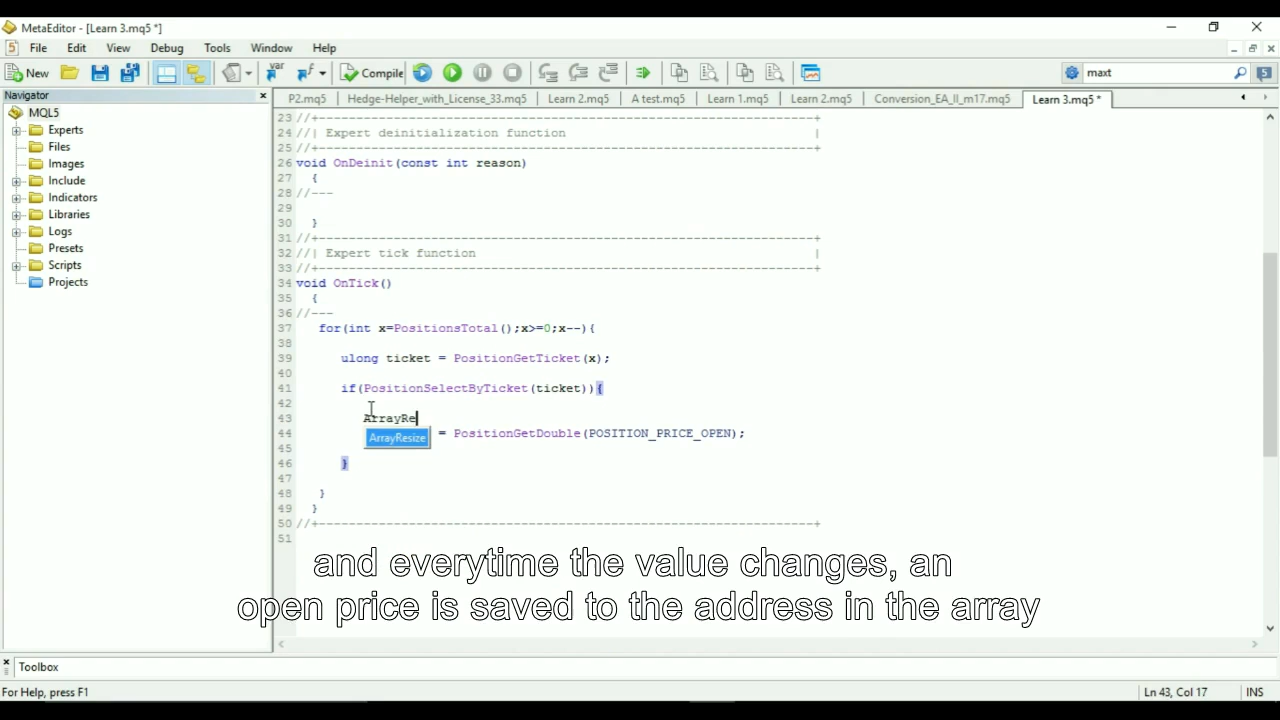 MetaEditor - [Learn 3.mq5 *]
File Edit View Debug Tools Window Help
New Compile maxt 5
Navigator
P2.mq5 Hedge-Helper_with_License_33.mq5 Learn 2.mq5 A test.mq5 Learn 1.mq5 Learn 2.mq5 Conversion_EA_II_m17.mq5 Learn 3.mq5 *
MQL5
Experts
Files
Images
Include
Indicators
Libraries
Logs
Presets
Scripts
Projects
23 //+------------------------------------------------------------------+
24 //| Expert deinitialization function |
25 //+------------------------------------------------------------------+
26 void OnDeinit(const int reason)
27 {
28 //---
29
30 }
31 //+------------------------------------------------------------------+
32 //| Expert tick function |
33 //+------------------------------------------------------------------+
34 void OnTick()
35 {
36 //---
37 for(int x=PositionsTotal();x>=0;x--){
38
39 ulong ticket = PositionGetTicket(x);
40
41 if(PositionSelectByTicket(ticket)){
42
43 ArrayRe
ArrayResize
44 = PositionGetDouble(POSITION_PRICE_OPEN);
45
46 }
47
48 }
49 }
50 //+------------------------------------------------------------------+
51
and everytime the value changes, an
open price is saved to the address in the array
Toolbox
For Help, press F1 Ln 43, Col 17 INS